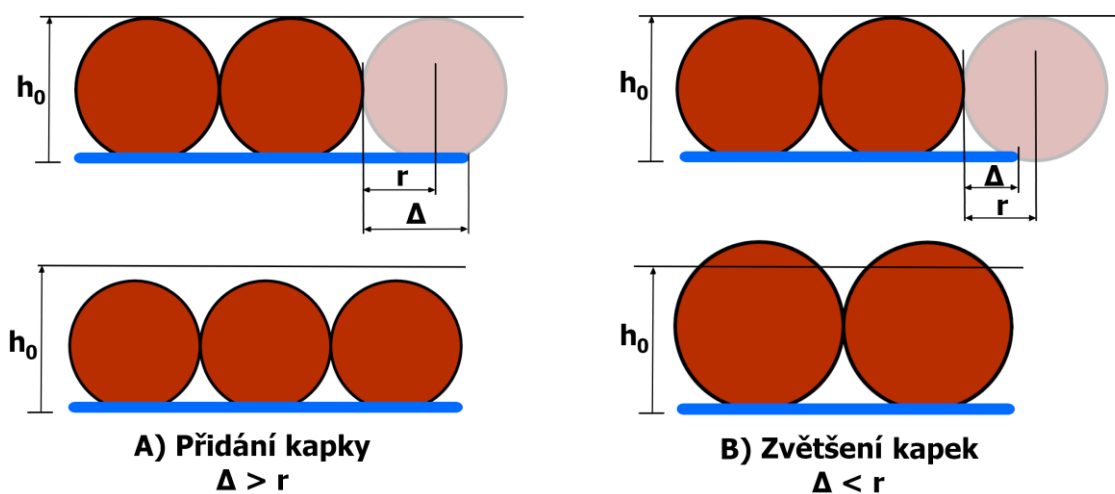 h₀
r
Δ
h₀
A) Přidání kapky
Δ > r
h₀
Δ
r
h₀
B) Zvětšení kapek
Δ < r